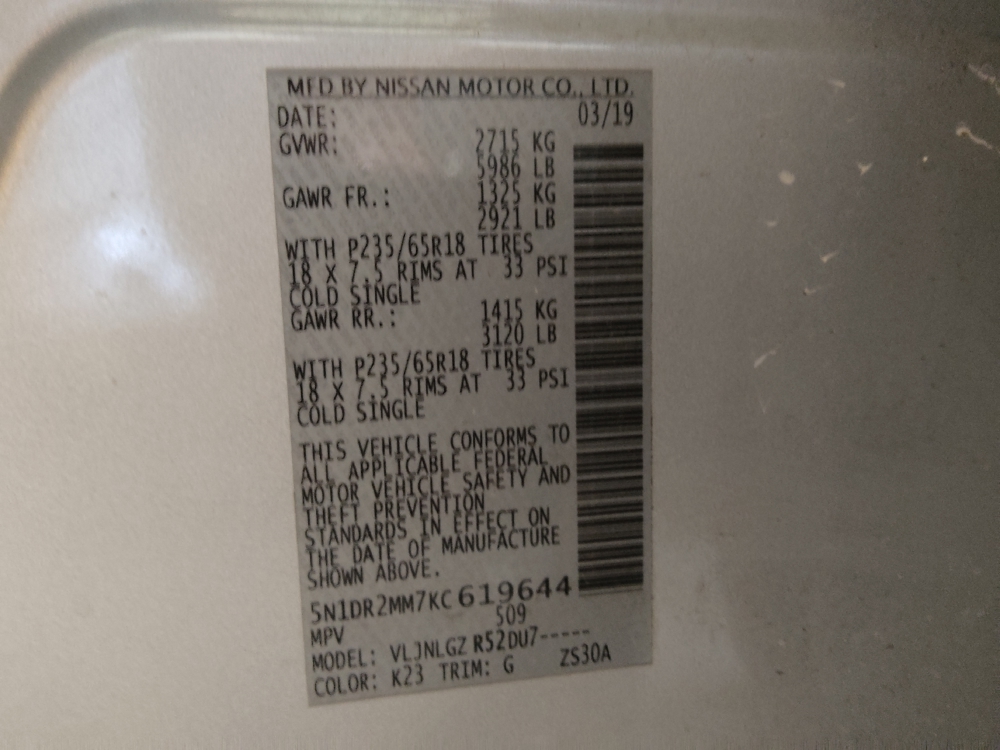 MFD BY NISSAN MOTOR CO., LTD.
DATE: 03/19
GVWR: 2715 KG
5986 LB
GAWR FR.: 1325 KG
2921 LB
WITH P235/65R18 TIRES
18 X 7.5 RIMS AT 33 PSI
COLD SINGLE
GAWR RR.: 1415 KG
3120 LB
WITH P235/65R18 TIRES
18 X 7.5 RIMS AT 33 PSI
COLD SINGLE
THIS VEHICLE CONFORMS TO
ALL APPLICABLE FEDERAL
MOTOR VEHICLE SAFETY AND
THEFT PREVENTION
STANDARDS IN EFFECT ON
THE DATE OF MANUFACTURE
SHOWN ABOVE.
5N1DR2MM7KC619644
MPV 509
MODEL: VLJNLGZ R52DU7-----
COLOR: K23 TRIM: G ZS30A